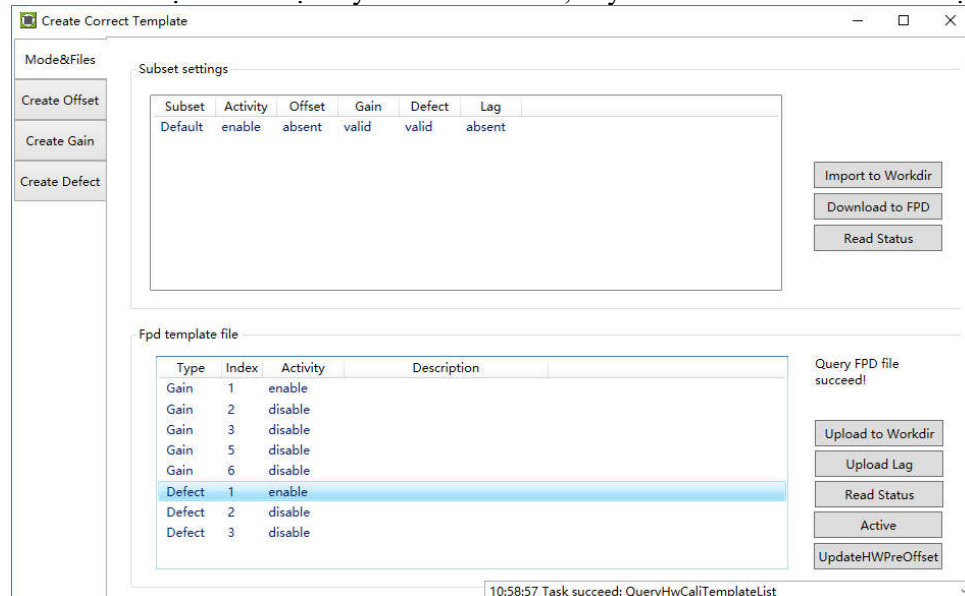 Create Correct Template
Mode&Files
Create Offset
Create Gain
Create Defect
Subset settings
Subset Activity Offset Gain Defect Lag
Default enable absent valid valid absent
Import to Workdir
Download to FPD
Read Status
Fpd template file
Type Index Activity Description
Gain 1 enable
Gain 2 disable
Gain 3 disable
Gain 5 disable
Gain 6 disable
Defect 1 enable
Defect 2 disable
Defect 3 disable
Query FPD file
succeed!
Upload to Workdir
Upload Lag
Read Status
Active
UpdateHWPreOffset
10:58:57 Task succeed: QueryHwCaliTemplateList